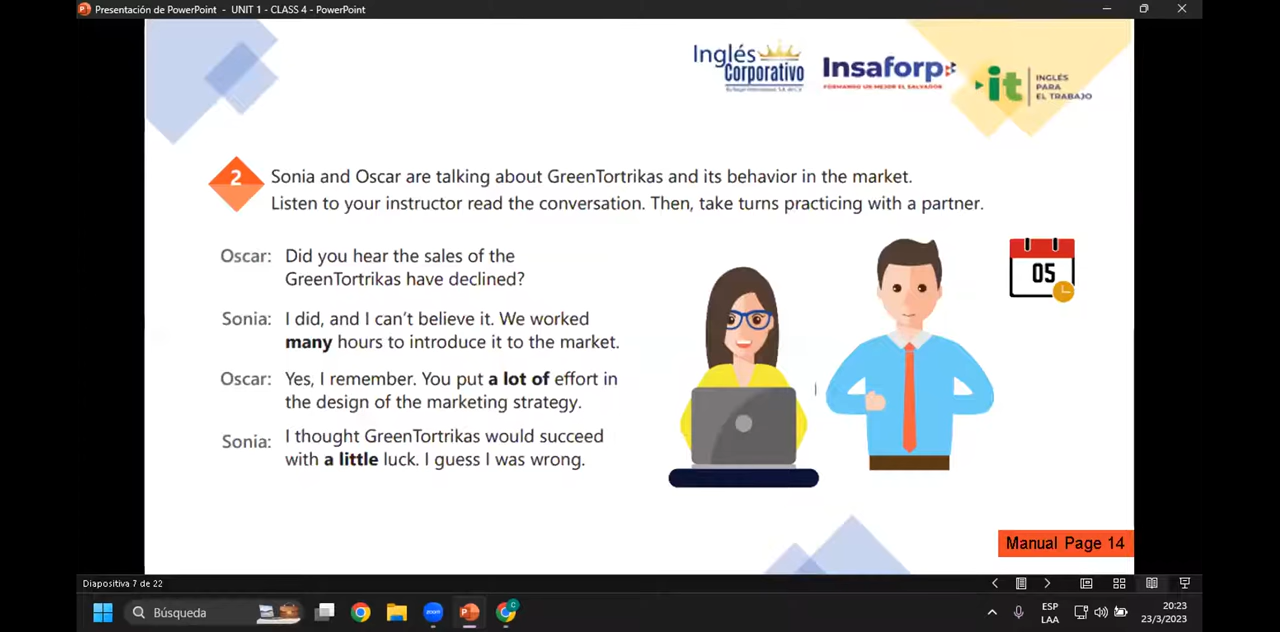 Presentación de PowerPoint - UNIT 1 - CLASS 4 - PowerPoint
Inglés
Corporativo
Insaforp
FORMANDO UN MEJOR EL SALVADOR
it
INGLÉS
PARA
EL TRABAJO
2
Sonia and Oscar are talking about GreenTortrikas and its behavior in the market.
Listen to your instructor read the conversation. Then, take turns practicing with a partner.
Oscar: Did you hear the sales of the
GreenTortrikas have declined?
Sonia: I did, and I can't believe it. We worked
many hours to introduce it to the market.
Oscar: Yes, I remember. You put a lot of effort in
the design of the marketing strategy.
Sonia: I thought GreenTortrikas would succeed
with a little luck. I guess I was wrong.
05
Manual Page 14
Diapositiva 7 de 22
Búsqueda
zoom
ESP
LAA
20:23
23/3/2023